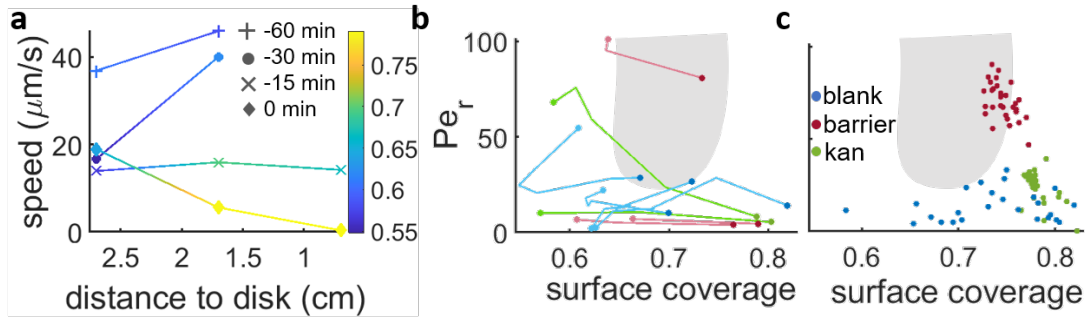 a
speed (μm/s)
40
20
0
2.5
2
1.5
1
distance to disk (cm)
-60 min
-30 min
-15 min
0 min
0.75
0.7
0.65
0.6
0.55
b
Pe_r
100
50
0
0.6
0.7
0.8
surface coverage
c
blank
barrier
kan
0.6
0.7
0.8
surface coverage